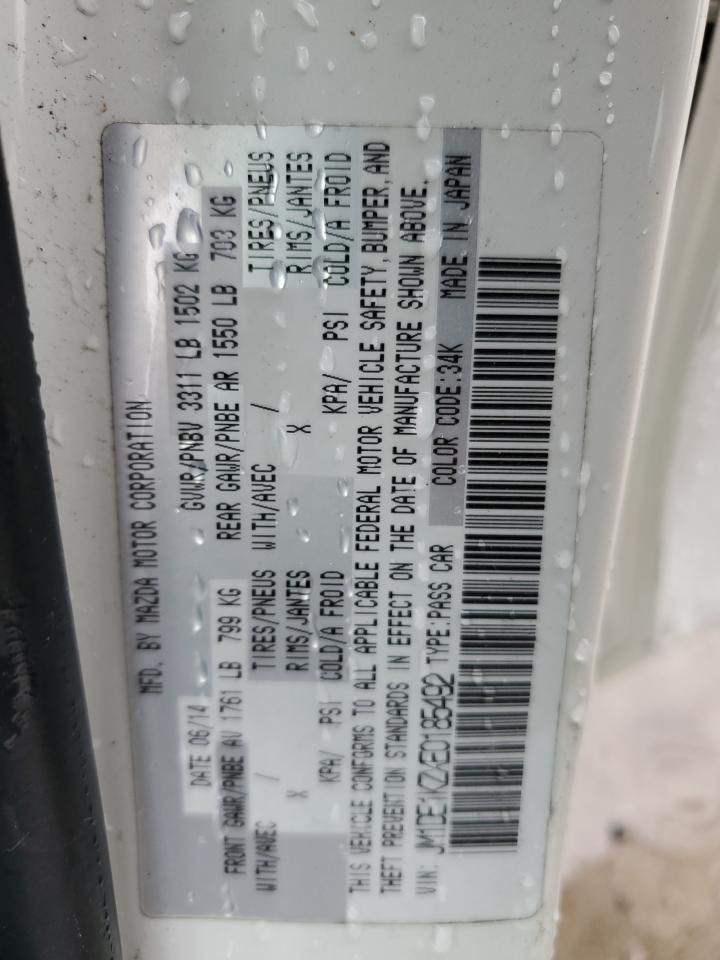 MFD. BY MAZDA MOTOR CORPORATION
DATE 06/14 GVWR/PNBV 3311 LB 1502 KG
FRONT GAWR/PNBE AV 1761 LB 799 KG REAR GAWR/PNBE AR 1550 LB 703 KG
WITH/AVEC / TIRES/PNEUS WITH/AVEC / TIRES/PNEUS
X RIMS/JANTES X RIMS/JANTES
KPA/ PSI COLD/A FROID KPA/ PSI COLD/A FROID
THIS VEHICLE CONFORMS TO ALL APPLICABLE FEDERAL MOTOR VEHICLE SAFETY, BUMPER, AND
THEFT PREVENTION STANDARDS IN EFFECT ON THE DATE OF MANUFACTURE SHOWN ABOVE.
VIN: JM1DE1KZ/E0185492 TYPE:PASS CAR COLOR CODE:34K MADE IN JAPAN